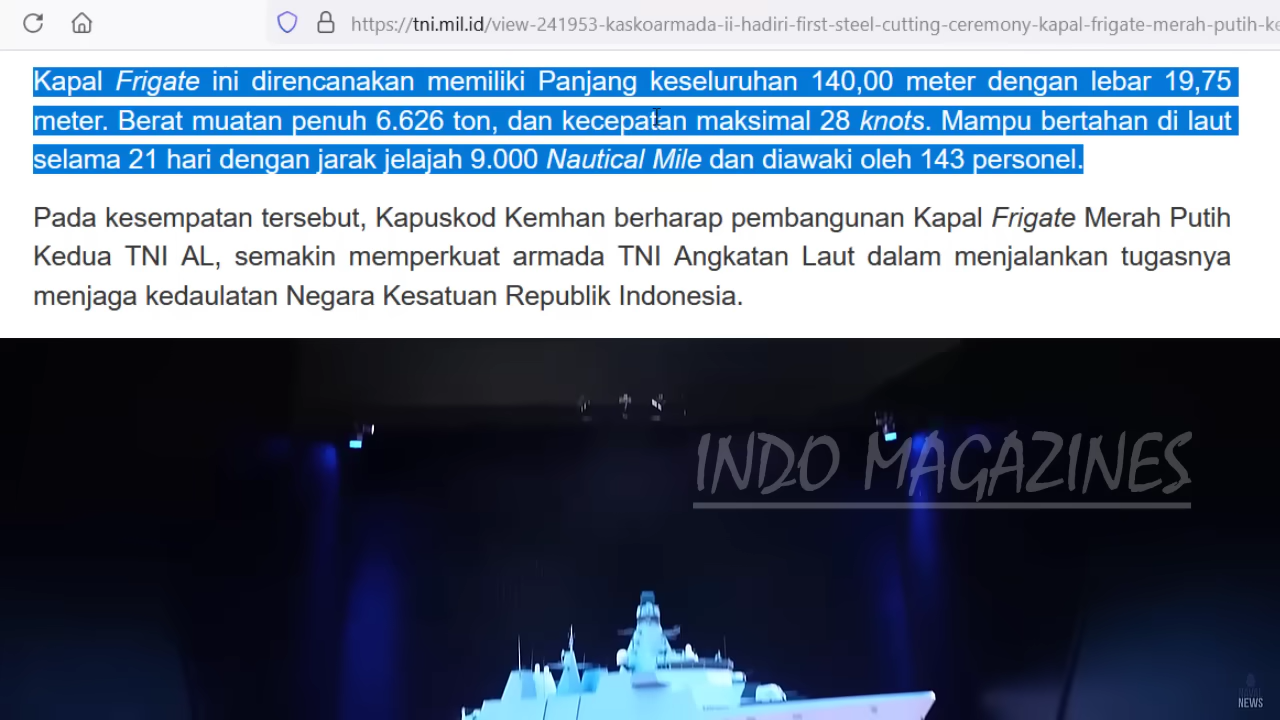 https://tni.mil.id/view-241953-kaskoarmada-ii-hadiri-first-steel-cutting-ceremony-kapal-frigate-merah-putih-ke
Kapal Frigate ini direncanakan memiliki Panjang keseluruhan 140,00 meter dengan lebar 19,75
meter. Berat muatan penuh 6.626 ton, dan kecepatan maksimal 28 knots. Mampu bertahan di laut
selama 21 hari dengan jarak jelajah 9.000 Nautical Mile dan diawaki oleh 143 personel.
Pada kesempatan tersebut, Kapuskod Kemhan berharap pembangunan Kapal Frigate Merah Putih
Kedua TNI AL, semakin memperkuat armada TNI Angkatan Laut dalam menjalankan tugasnya
menjaga kedaulatan Negara Kesatuan Republik Indonesia.
INDO MAGAZINES
NEWS